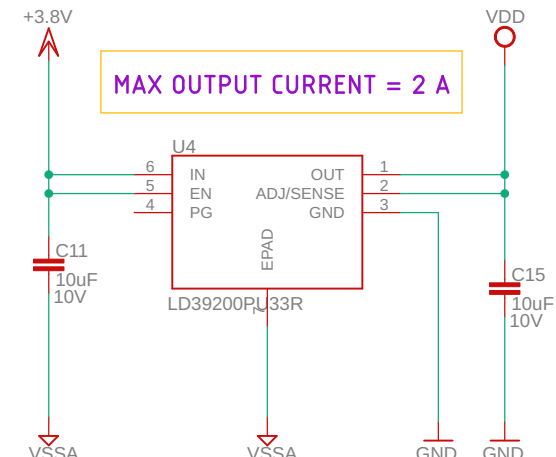 +3.8V
VDD
MAX OUTPUT CURRENT = 2 A
U4
6 IN OUT 1
5 EN ADJ/SENSE 2
4 PG GND 3
EPAD
C11
10uF
10V
C15
10uF
10V
LD39200PU33R
7
VSSA
VSSA
GND
GND